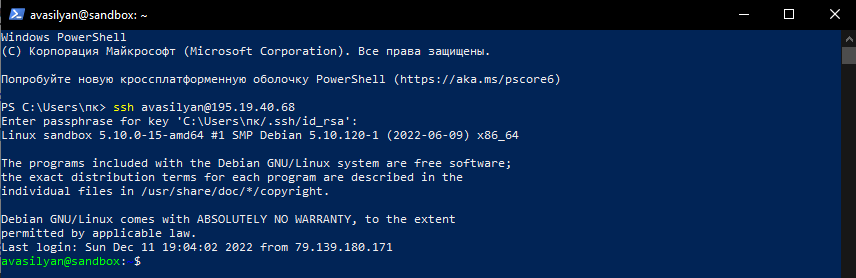 avasilyan@sandbox: ~
Windows PowerShell
(C) Корпорация Майкрософт (Microsoft Corporation). Все права защищены.
Попробуйте новую кроссплатформенную оболочку PowerShell (https://aka.ms/pscore6)
PS C:\Users\пк> ssh avasilyan@195.19.40.68
Enter passphrase for key 'C:\Users\пк/.ssh/id_rsa':
Linux sandbox 5.10.0-15-amd64 #1 SMP Debian 5.10.120-1 (2022-06-09) x86_64
The programs included with the Debian GNU/Linux system are free software;
the exact distribution terms for each program are described in the
individual files in /usr/share/doc/*/copyright.
Debian GNU/Linux comes with ABSOLUTELY NO WARRANTY, to the extent
permitted by applicable law.
Last login: Sun Dec 11 19:04:02 2022 from 79.139.180.171
avasilyan@sandbox: $